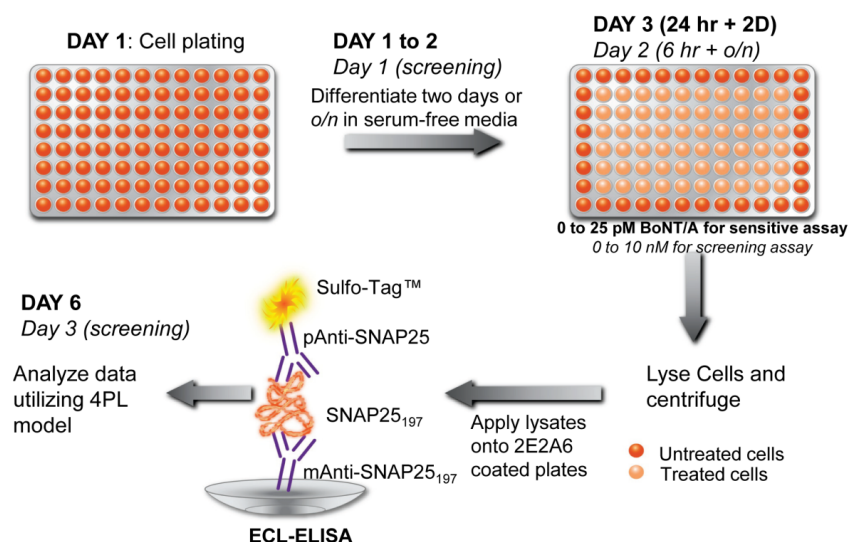 DAY 1: Cell plating
DAY 1 to 2
Day 1 (screening)
Differentiate two days or
o/n in serum-free media
DAY 3 (24 hr + 2D)
Day 2 (6 hr + o/n)
0 to 25 pM BoNT/A for sensitive assay
0 to 10 nM for screening assay
Lyse Cells and
centrifuge
Untreated cells
Treated cells
Apply lysates
onto 2E2A6
coated plates
Sulfo-Tag™
pAnti-SNAP25
SNAP25₁₉₇
mAnti-SNAP25₁₉₇
ECL-ELISA
DAY 6
Day 3 (screening)
Analyze data
utilizing 4PL
model